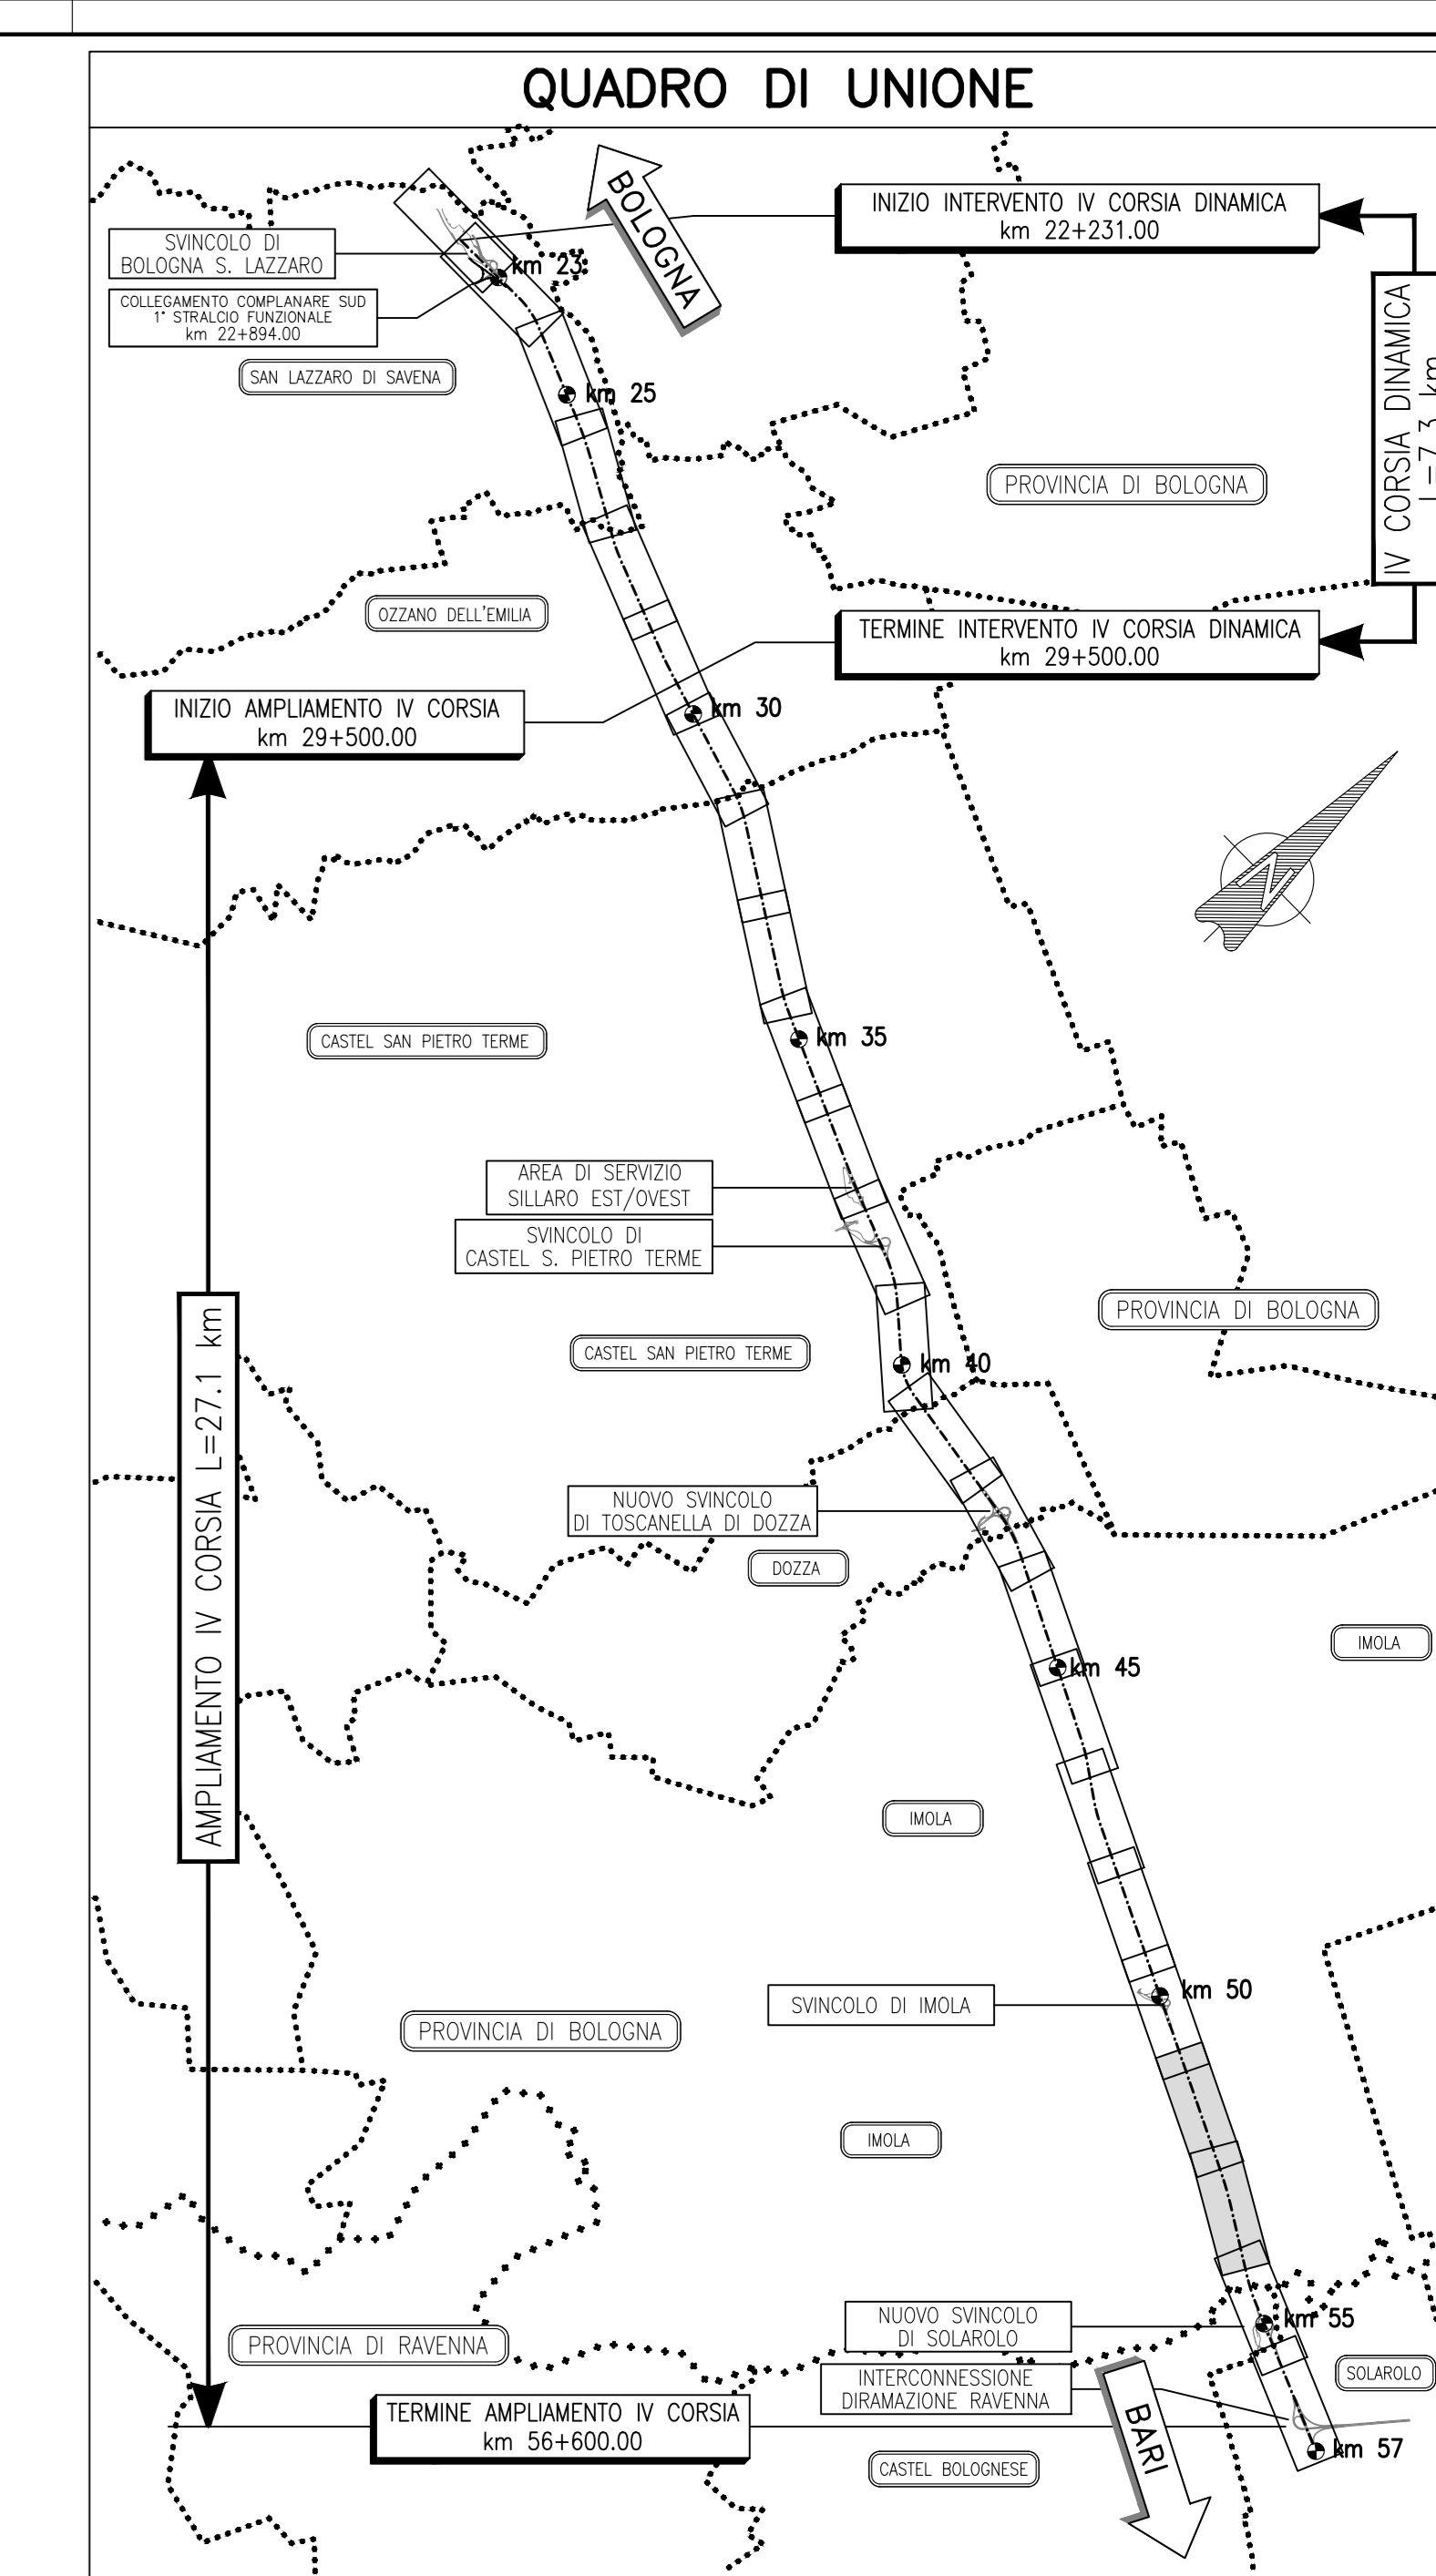 QUADRO DI UNIONE
BOLOGNA
INIZIO INTERVENTO IV CORSIA DINAMICA
km 22+231.00
SVINCOLO DI
BOLOGNA S. LAZZARO
km 23
COLLEGAMENTO COMPLANARE SUD
1° STRALCIO FUNZIONALE
km 22+894.00
SAN LAZZARO DI SAVENA
km 25
IV CORSIA DINAMICA
L=7.3 km
PROVINCIA DI BOLOGNA
OZZANO DELL'EMILIA
TERMINE INTERVENTO IV CORSIA DINAMICA
km 29+500.00
INIZIO AMPLIAMENTO IV CORSIA
km 29+500.00
km 30
N
CASTEL SAN PIETRO TERME
km 35
AREA DI SERVIZIO
SILLARO EST/OVEST
SVINCOLO DI
CASTEL S. PIETRO TERME
PROVINCIA DI BOLOGNA
CASTEL SAN PIETRO TERME
km 40
AMPLIAMENTO IV CORSIA L=27.1 km
NUOVO SVINCOLO
DI TOSCANELLA DI DOZZA
DOZZA
IMOLA
km 45
IMOLA
km 50
SVINCOLO DI IMOLA
PROVINCIA DI BOLOGNA
IMOLA
NUOVO SVINCOLO
DI SOLAROLO
km 55
PROVINCIA DI RAVENNA
INTERCONNESSIONE
DIRAMAZIONE RAVENNA
SOLAROLO
TERMINE AMPLIAMENTO IV CORSIA
km 56+600.00
BARI
km 57
CASTEL BOLOGNESE